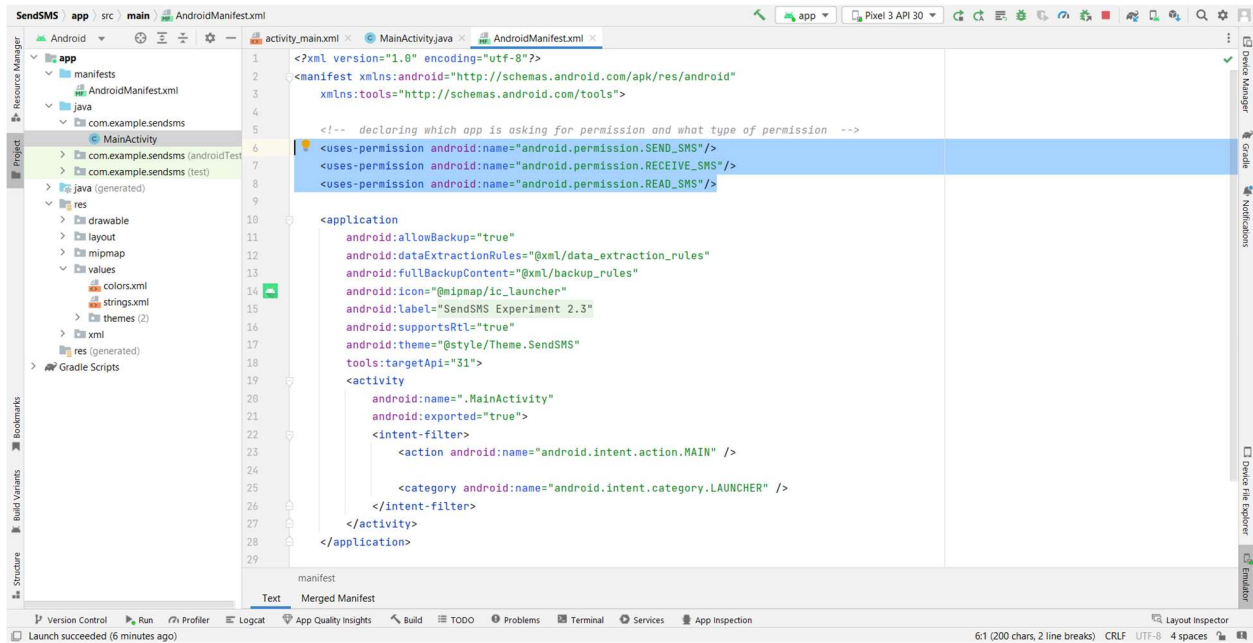 SendSMS app src main AndroidManifest.xml
app Pixel 3 API 30
Android
activity_main.xml MainActivity.java AndroidManifest.xml
Resource Manager
Project
Bookmarks
Build Variants
Structure
app
manifests
AndroidManifest.xml
java
com.example.sendsms
MainActivity
com.example.sendsms (androidTest
com.example.sendsms (test)
java (generated)
res
drawable
layout
mipmap
values
colors.xml
strings.xml
themes (2)
xml
res (generated)
Gradle Scripts
1 <?xml version="1.0" encoding="utf-8"?>
2 <manifest xmlns:android="http://schemas.android.com/apk/res/android"
3 xmlns:tools="http://schemas.android.com/tools">
4
5 <!-- declaring which app is asking for permission and what type of permission -->
6 <uses-permission android:name="android.permission.SEND_SMS"/>
7 <uses-permission android:name="android.permission.RECEIVE_SMS"/>
8 <uses-permission android:name="android.permission.READ_SMS"/>
9
10 <application
11 android:allowBackup="true"
12 android:dataExtractionRules="@xml/data_extraction_rules"
13 android:fullBackupContent="@xml/backup_rules"
14 android:icon="@mipmap/ic_launcher"
15 android:label="SendSMS Experiment 2.3"
16 android:supportsRtl="true"
17 android:theme="@style/Theme.SendSMS"
18 tools:targetApi="31">
19 <activity
20 android:name=".MainActivity"
21 android:exported="true">
22 <intent-filter>
23 <action android:name="android.intent.action.MAIN" />
24
25 <category android:name="android.intent.category.LAUNCHER" />
26 </intent-filter>
27 </activity>
28 </application>
29
manifest
Text Merged Manifest
Device Manager
Gradle
Notifications
Device File Explorer
Emulator
Version Control Run Profiler Logcat App Quality Insights Build TODO Problems Terminal Services App Inspection Layout Inspector
Launch succeeded (6 minutes ago) 6:1 (200 chars, 2 line breaks) CRLF UTF-8 4 spaces